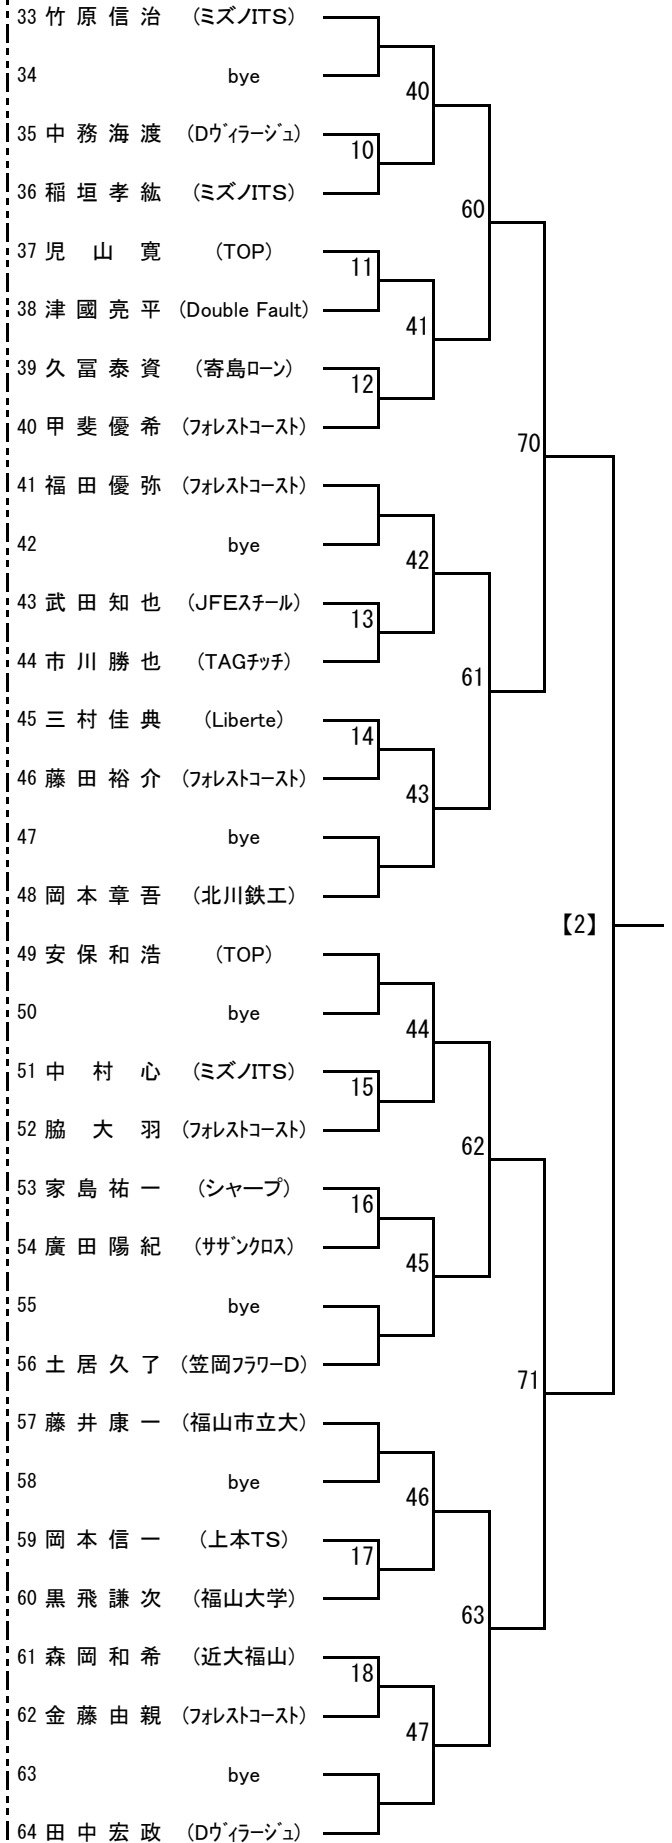 33 竹原信治 (ミズノITS)
34 bye
40
35 中務海渡 (Dヴィラージュ)
10
36 稲垣孝紘 (ミズノITS)
60
37 児山寛 (TOP)
11
38 津國亮平 (Double Fault)
41
39 久冨泰資 (寄島ローン)
12
40 甲斐優希 (フォレストコースト)
70
41 福田優弥 (フォレストコースト)
42 bye
42
43 武田知也 (JFEスチール)
13
44 市川勝也 (TAGチッチ)
61
45 三村佳典 (Liberte)
14
46 藤田裕介 (フォレストコースト)
43
47 bye
48 岡本章吾 (北川鉄工)
【2】
49 安保和浩 (TOP)
50 bye
44
51 中村心 (ミズノITS)
15
52 脇大羽 (フォレストコースト)
62
53 家島祐一 (シャープ)
16
54 廣田陽紀 (サザンクロス)
45
55 bye
56 土居久了 (笠岡フラワーD)
71
57 藤井康一 (福山市立大)
58 bye
46
59 岡本信一 (上本TS)
17
60 黒飛謙次 (福山大学)
63
61 森岡和希 (近大福山)
18
62 金藤由親 (フォレストコースト)
47
63 bye
64 田中宏政 (Dヴィラージュ)